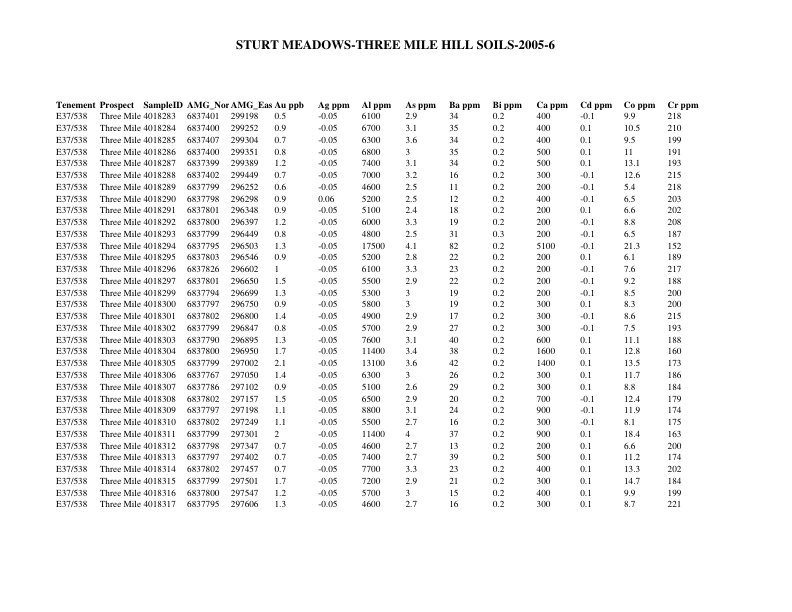 STURT MEADOWS-THREE MILE HILL SOILS-2005-6
Tenement Prospect SampleID AMG_Nor AMG_Eas Au ppb Ag ppm Al ppm As ppm Ba ppm Bi ppm Ca ppm Cd ppm Co ppm Cr ppm
E37/538 Three Mile 4018283 6837401 299198 0.5 -0.05 6100 2.9 34 0.2 400 -0.1 9.9 218
E37/538 Three Mile 4018284 6837400 299252 0.9 -0.05 6700 3.1 35 0.2 400 0.1 10.5 210
E37/538 Three Mile 4018285 6837407 299304 0.7 -0.05 6300 3.6 34 0.2 400 0.1 9.5 199
E37/538 Three Mile 4018286 6837400 299351 0.8 -0.05 6800 3 35 0.2 500 0.1 11 191
E37/538 Three Mile 4018287 6837399 299389 1.2 -0.05 7400 3.1 34 0.2 500 0.1 13.1 193
E37/538 Three Mile 4018288 6837402 299449 0.7 -0.05 7000 3.2 16 0.2 300 -0.1 12.6 215
E37/538 Three Mile 4018289 6837799 296252 0.6 -0.05 4600 2.5 11 0.2 200 -0.1 5.4 218
E37/538 Three Mile 4018290 6837798 296298 0.9 0.06 5200 2.5 12 0.2 400 -0.1 6.5 203
E37/538 Three Mile 4018291 6837801 296348 0.9 -0.05 5100 2.4 18 0.2 200 0.1 6.6 202
E37/538 Three Mile 4018292 6837800 296397 1.2 -0.05 6000 3.3 19 0.2 200 -0.1 8.8 208
E37/538 Three Mile 4018293 6837799 296449 0.8 -0.05 4800 2.5 31 0.3 200 -0.1 6.5 187
E37/538 Three Mile 4018294 6837795 296503 1.3 -0.05 17500 4.1 82 0.2 5100 -0.1 21.3 152
E37/538 Three Mile 4018295 6837803 296546 0.9 -0.05 5200 2.8 22 0.2 200 0.1 6.1 189
E37/538 Three Mile 4018296 6837826 296602 1 -0.05 6100 3.3 23 0.2 200 -0.1 7.6 217
E37/538 Three Mile 4018297 6837801 296650 1.5 -0.05 5500 2.9 22 0.2 200 -0.1 9.2 188
E37/538 Three Mile 4018299 6837794 296699 1.3 -0.05 5300 3 19 0.2 200 -0.1 8.5 200
E37/538 Three Mile 4018300 6837797 296750 0.9 -0.05 5800 3 19 0.2 300 0.1 8.3 200
E37/538 Three Mile 4018301 6837802 296800 1.4 -0.05 4900 2.9 17 0.2 300 -0.1 8.6 215
E37/538 Three Mile 4018302 6837799 296847 0.8 -0.05 5700 2.9 27 0.2 300 -0.1 7.5 193
E37/538 Three Mile 4018303 6837790 296895 1.3 -0.05 7600 3.1 40 0.2 600 0.1 11.1 188
E37/538 Three Mile 4018304 6837800 296950 1.7 -0.05 11400 3.4 38 0.2 1600 0.1 12.8 160
E37/538 Three Mile 4018305 6837799 297002 2.1 -0.05 13100 3.6 42 0.2 1400 0.1 13.5 173
E37/538 Three Mile 4018306 6837767 297050 1.4 -0.05 6300 3 26 0.2 300 0.1 11.7 186
E37/538 Three Mile 4018307 6837786 297102 0.9 -0.05 5100 2.6 29 0.2 300 0.1 8.8 184
E37/538 Three Mile 4018308 6837802 297157 1.5 -0.05 6500 2.9 20 0.2 700 -0.1 12.4 179
E37/538 Three Mile 4018309 6837797 297198 1.1 -0.05 8800 3.1 24 0.2 900 -0.1 11.9 174
E37/538 Three Mile 4018310 6837802 297249 1.1 -0.05 5500 2.7 16 0.2 300 -0.1 8.1 175
E37/538 Three Mile 4018311 6837799 297301 2 -0.05 11400 4 37 0.2 900 0.1 18.4 163
E37/538 Three Mile 4018312 6837798 297347 0.7 -0.05 4600 2.7 13 0.2 200 0.1 6.6 200
E37/538 Three Mile 4018313 6837797 297402 0.7 -0.05 7400 2.7 39 0.2 500 0.1 11.2 174
E37/538 Three Mile 4018314 6837802 297457 0.7 -0.05 7700 3.3 23 0.2 400 0.1 13.3 202
E37/538 Three Mile 4018315 6837799 297501 1.7 -0.05 7200 2.9 21 0.2 300 0.1 14.7 184
E37/538 Three Mile 4018316 6837800 297547 1.2 -0.05 5700 3 15 0.2 400 0.1 9.9 199
E37/538 Three Mile 4018317 6837795 297606 1.3 -0.05 4600 2.7 16 0.2 300 0.1 8.7 221